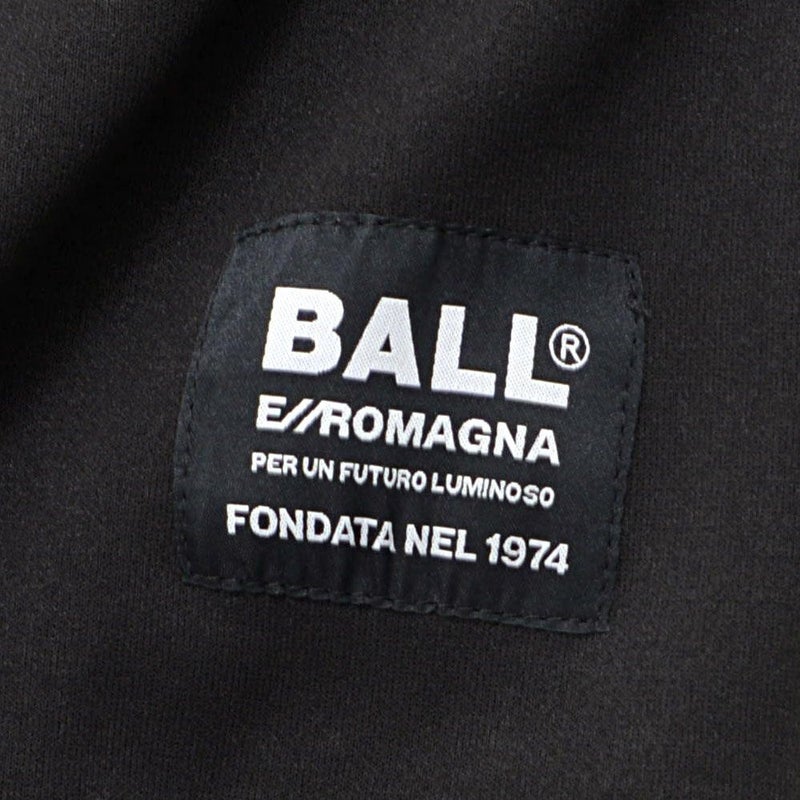 BALL®
E//ROMAGNA
PER UN FUTURO LUMINOSO
FONDATA NEL 1974